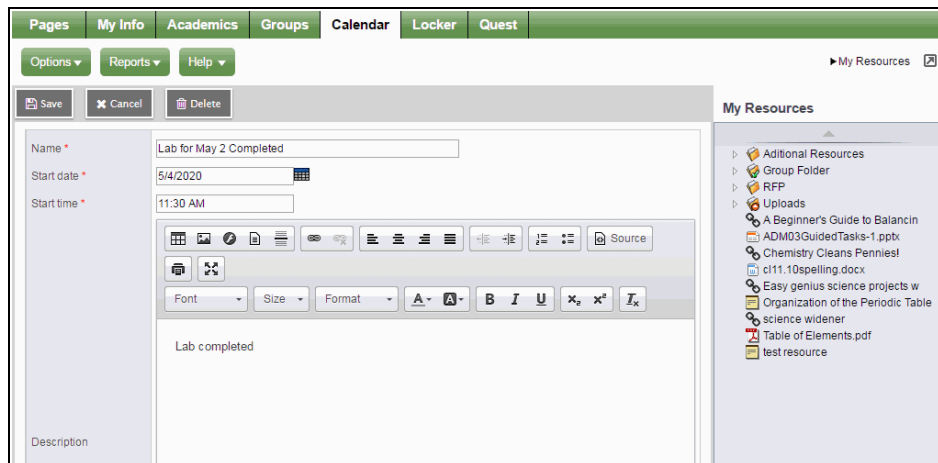 Pages My Info Academics Groups Calendar Locker Quest
Options Reports Help
My Resources
Save Cancel Delete
My Resources
Name *
Lab for May 2 Completed
Start date *
5/4/2020
Start time *
11:30 AM
Source
Font Size Format A A B I U x₂ x² Tx
Lab completed
Description
Aditional Resources
Group Folder
RFP
Uploads
A Beginner's Guide to Balancin
ADM03GuidedTasks-1.pptx
Chemistry Cleans Pennies!
cl11.10spelling.docx
Easy genius science projects w
Organization of the Periodic Table
science widener
Table of Elements.pdf
test resource